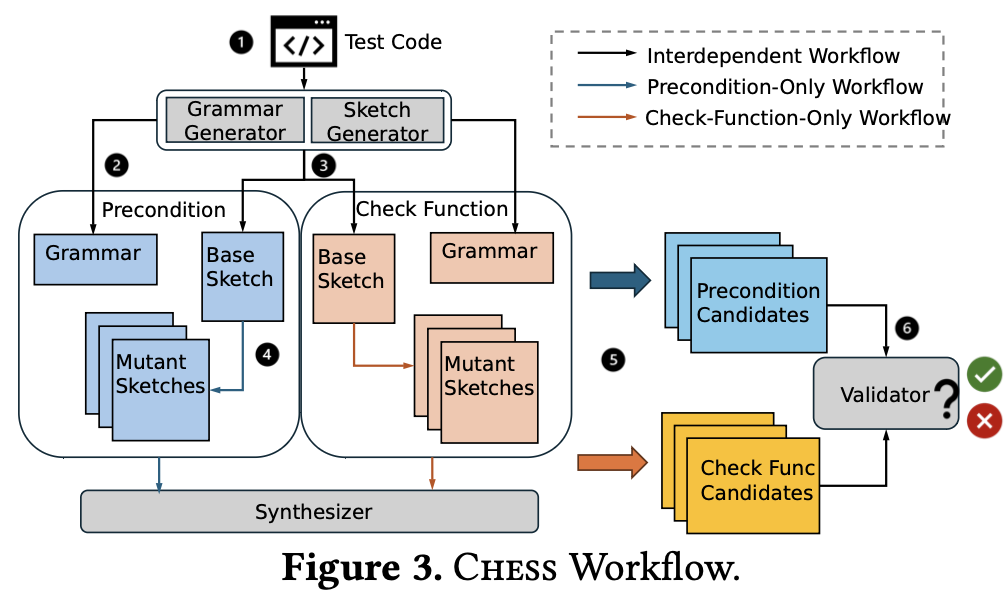 1
</>
Test Code
Interdependent Workflow
Precondition-Only Workflow
Check-Function-Only Workflow
Grammar
Generator
Sketch
Generator
2
3
Precondition
Check Function
Grammar
Base
Sketch
Base
Sketch
Grammar
Mutant
Sketches
4
Mutant
Sketches
5
Precondition
Candidates
6
Validator
?
Check Func
Candidates
Synthesizer
Figure 3. CHESS Workflow.